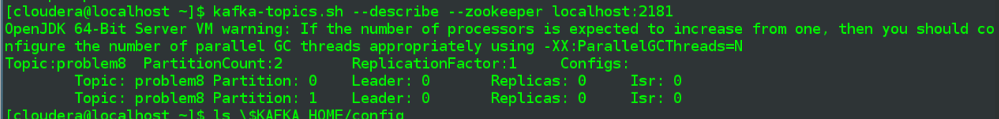 [cloudera@localhost ~]$ kafka-topics.sh --describe --zookeeper localhost:2181
OpenJDK 64-Bit Server VM warning: If the number of processors is expected to increase from one, then you should co
nfigure the number of parallel GC threads appropriately using -XX:ParallelGCThreads=N
Topic:problem8  PartitionCount:2        ReplicationFactor:1     Configs:
        Topic: problem8 Partition: 0    Leader: 0       Replicas: 0     Isr: 0
        Topic: problem8 Partition: 1    Leader: 0       Replicas: 0     Isr: 0
[cloudera@localhost ~]$ ls \$KAFKA_HOME/config